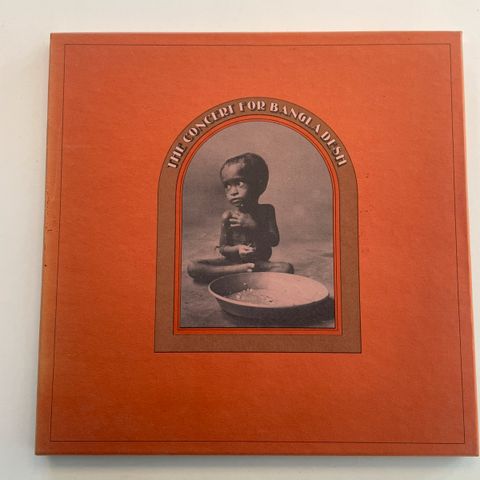 THE CONCERT FOR BANGLA DESH